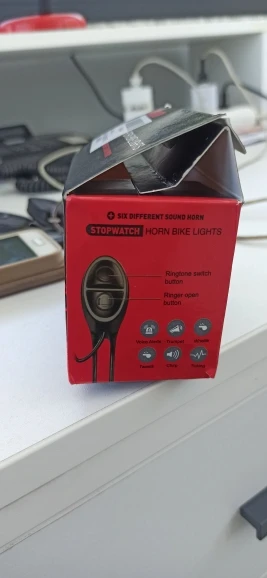 SIX DIFFERENT SOUND HORN
STOPWATCH HORN BIKE LIGHTS
Ringtone switch
button
Ringer open
button